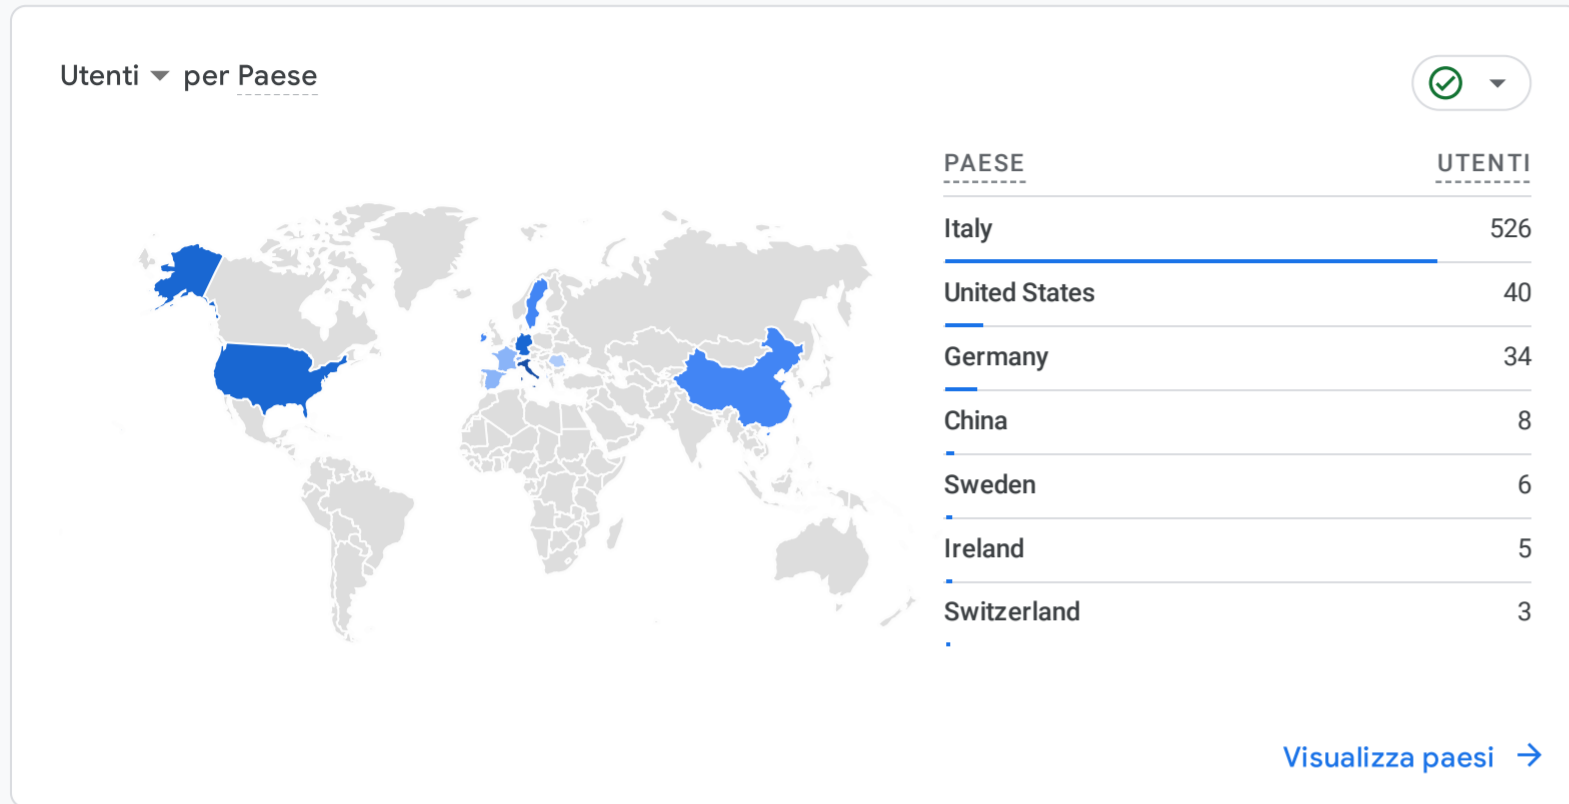 Utenti per Paese
PAESE UTENTI
Italy 526
United States 40
Germany 34
China 8
Sweden 6
Ireland 5
Switzerland 3
Visualizza paesi